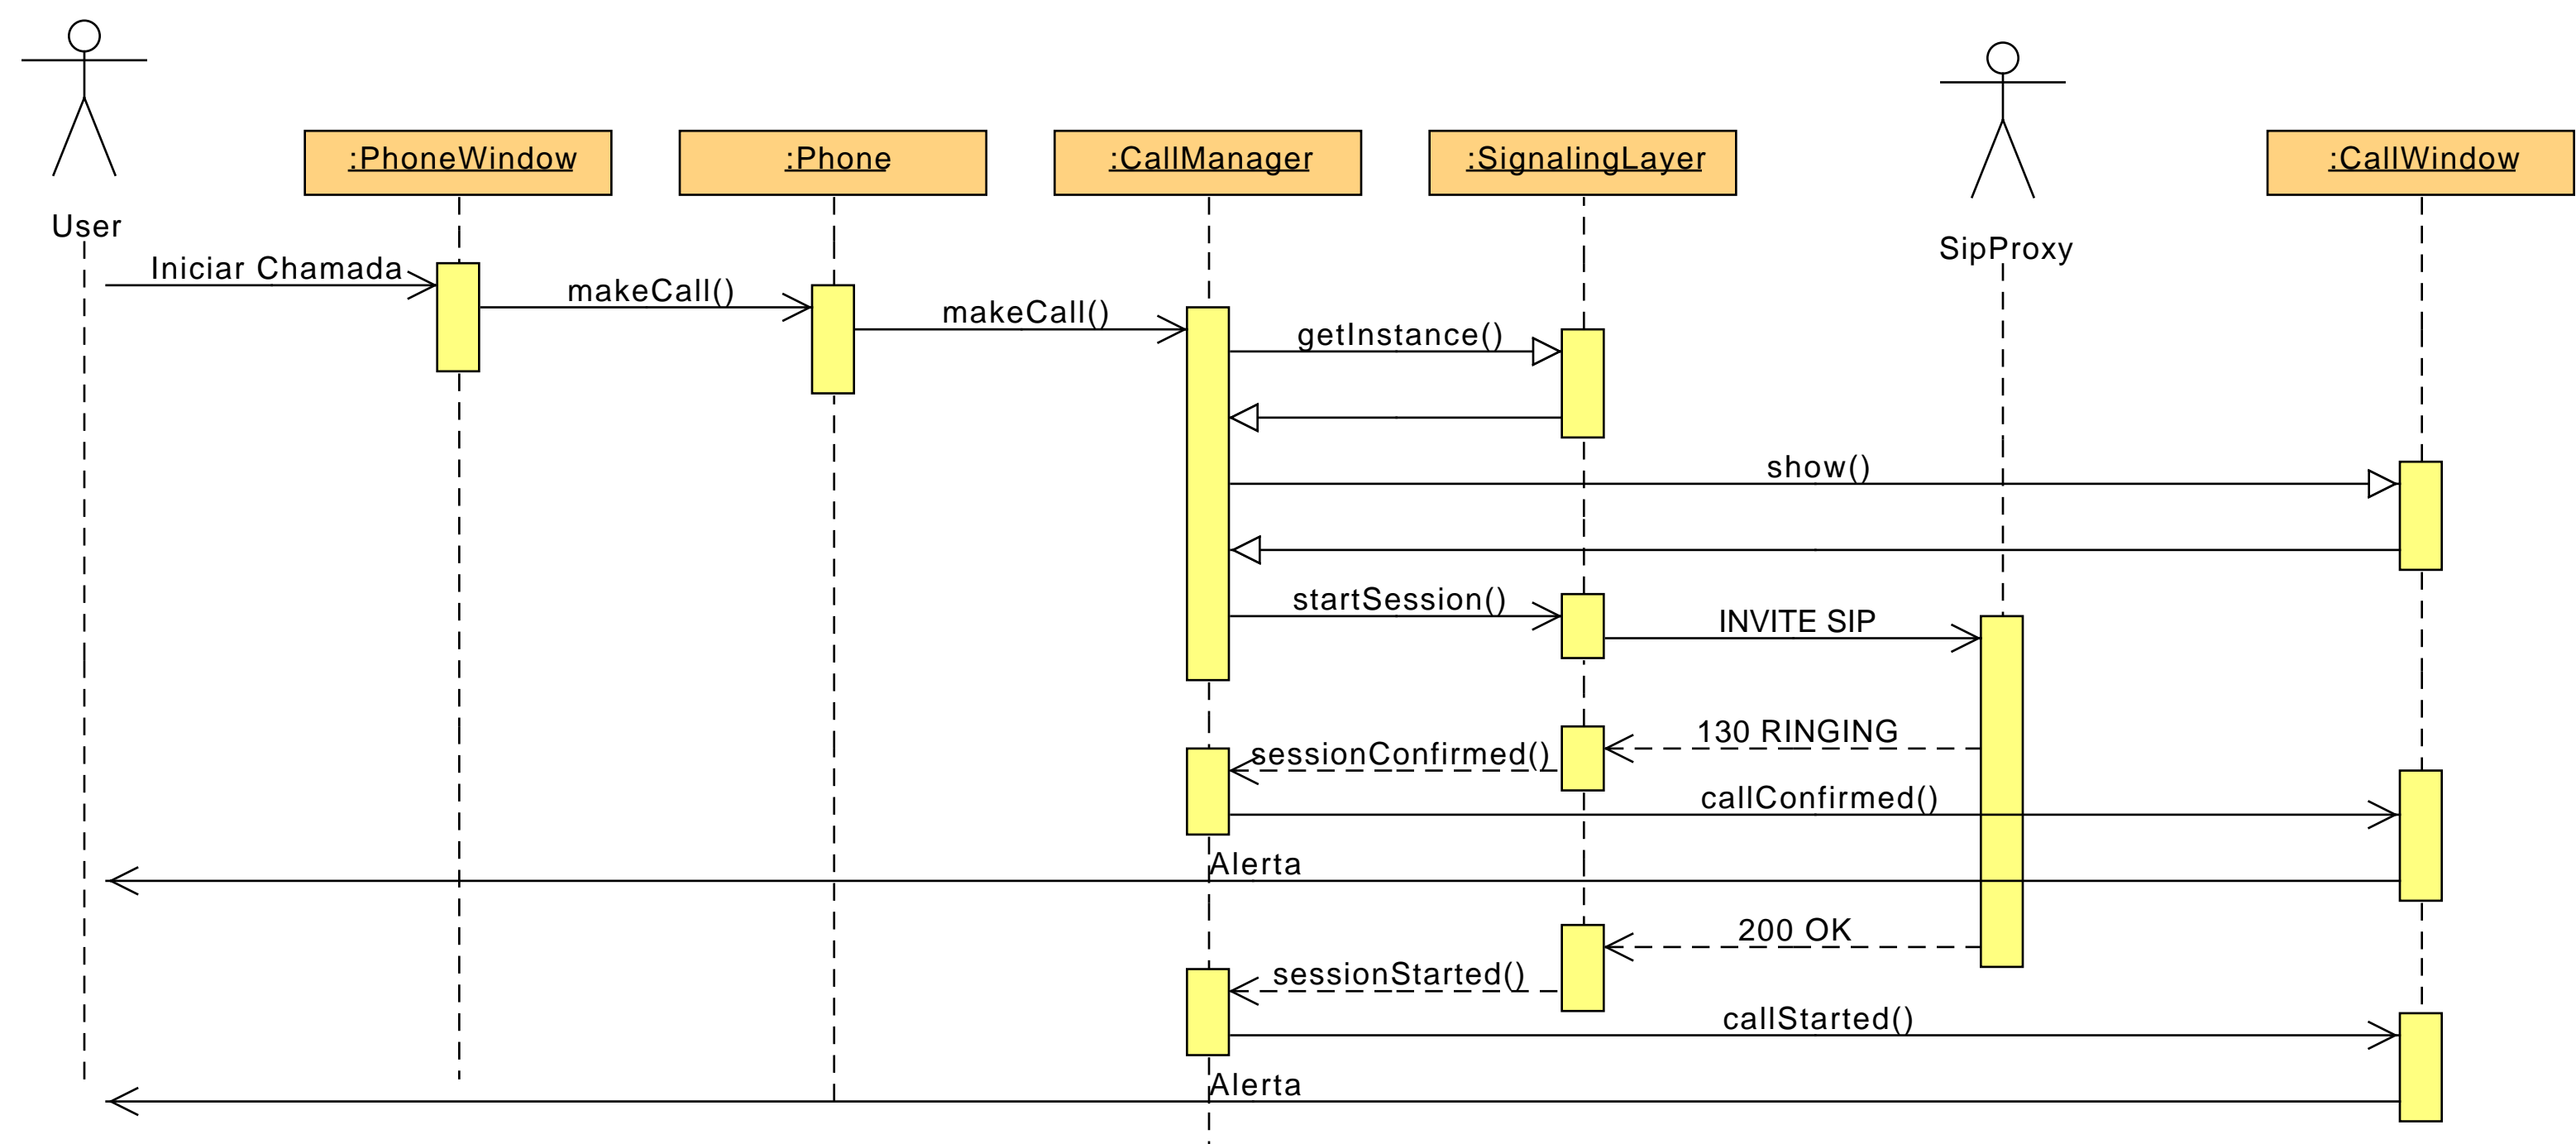 :PhoneWindow
:Phone
:CallManager
:SignalingLayer
:CallWindow
User
SipProxy
Iniciar Chamada
makeCall()
makeCall()
getInstance()
show()
startSession()
INVITE SIP
130 RINGING
sessionConfirmed()
callConfirmed()
Alerta
200 OK
sessionStarted()
callStarted()
Alerta